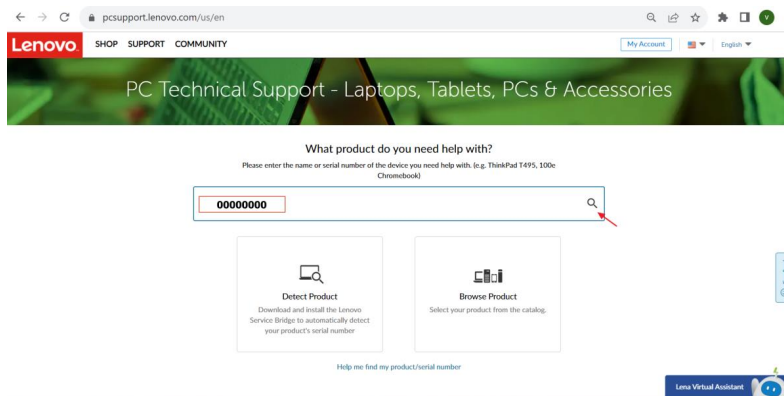 pcsupport.lenovo.com/us/en
V
Lenovo. SHOP SUPPORT COMMUNITY My Account English
PC Technical Support - Laptops, Tablets, PCs & Accessories
What product do you need help with?
Please enter the name or serial number of the device you need help with. (e.g. ThinkPad T495, 100e
Chromebook)
00000000
Detect Product
Download and install the Lenovo
Service Bridge to automatically detect
your product's serial number
Browse Product
Select your product from the catalog.
Help me find my product/serial number
Lena Virtual Assistant